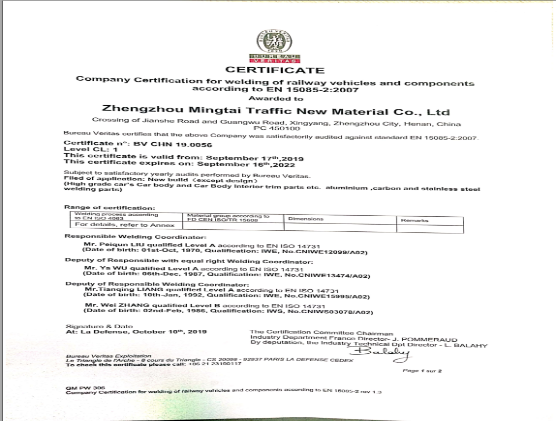 BUREAU
VERITAS
CERTIFICATE
Company Certification for welding of railway vehicles and components
according to EN 15085-2:2007
Awarded to
Zhengzhou Mingtai Traffic New Material Co., Ltd
Crossing of Jianshe Road and Guangwu Road, Xingyang, Zhengzhou City, Henan, China
PC 450100
Bureau Veritas certifies that the above Company was satisfactorily audited against standard EN 15085-2:2007
Certificate n°: BV CHN 19.0056
Level CL: 1
This certificate is valid from: September 17th,2019
This certificate expires on: September 16th,2022
Subject to satisfactory yearly audits performed by Bureau Veritas.
Filed of application: New build (except design)
(High grade car's Car body and Car Body interior trim parts etc. aluminium ,carbon and stainless steel
welding parts)
Range of certification:
Welding process according Material group according to Dimensions Remarks
to EN ISO 4063 PD CEN ISO/TR 15608
For details, refer to Annex
Responsible Welding Coordinator:
Mr. Peiqun LIU qualified Level A according to EN ISO 14731
(Date of birth: 01st-Oct, 1978, Qualification: IWE, No.CNIWE12099/A02)
Deputy of Responsible with equal right Welding Coordinator:
Mr. Ya WU qualified Level A according to EN ISO 14731
(Date of birth: 06th-Dec, 1987, Qualification: IWE, No.CNIWE13474/A02)
Deputy of Responsible Welding Coordinator:
Mr.Tianqing LIANG qualified Level A according to EN ISO 14731
(Date of birth: 10th-Jan, 1992, Qualification: IWE, No.CNIWE15995/A02)
Mr. Wei ZHANG qualified Level B according to EN ISO 14731
(Date of birth: 02nd-Feb, 1986, Qualification: IWS, No.CNIWS03078/A02)
Signature & Date
At: La Defense, October 10th, 2019
The Certification Committee Chairman
Industry Department France Director- J. POMMERAUD
By deputation, the Industry Technical Dpt Director - L. BALAHY
Balahy
Bureau Veritas Exploitation
Le Triangle de l'Arche - 8 cours du Triangle - CS 20098 - 92937 PARIS LA DEFENSE CEDEX
To check this certificate please call: +86 21 23190117
Page 1 sur 2
QM PW 306
Company Certification for welding of railway vehicles and components according to EN 15085-2 rev 1.3